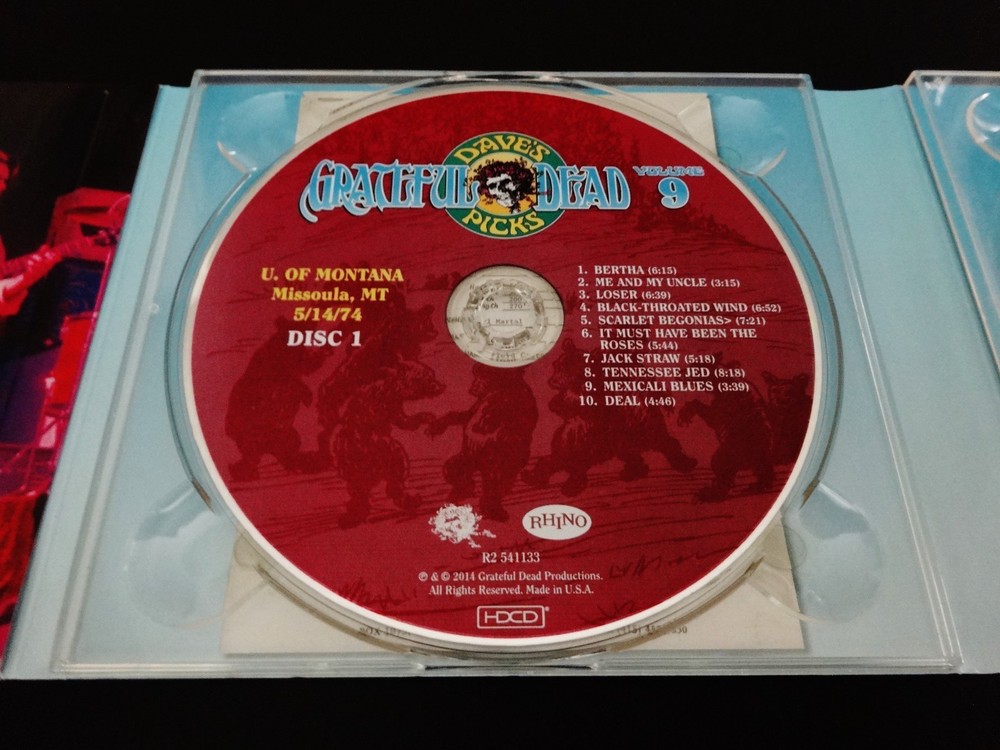 DAVE'S
GRATEFUL DEAD
PICKS
VOLUME
9
U. OF MONTANA
Missoula, MT
5/14/74
DISC 1
1. BERTHA (6:15)
2. ME AND MY UNCLE (3:15)
3. LOSER (6:39)
4. BLACK-THROATED WIND (6:52)
5. SCARLET BEGONIAS> (7:21)
6. IT MUST HAVE BEEN THE
ROSES (5:44)
7. JACK STRAW (5:18)
8. TENNESSEE JED (8:18)
9. MEXICALI BLUES (3:39)
10. DEAL (4:46)
RHINO
R2 541133
℗ & © 2014 Grateful Dead Productions.
All Rights Reserved. Made in U.S.A.
HDCD®